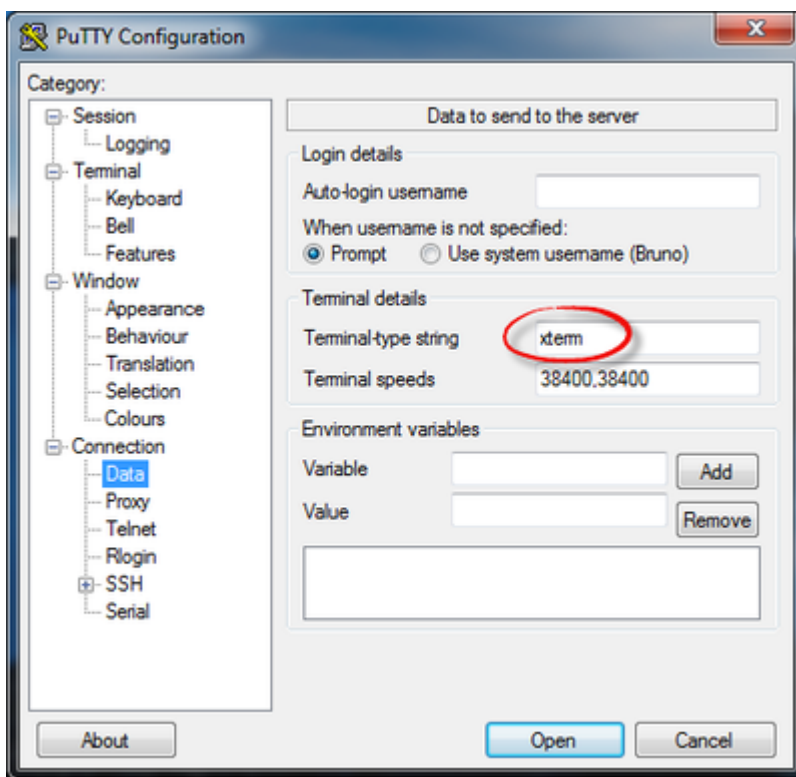 PuTTY Configuration
Category:
Session
Logging
Terminal
Keyboard
Bell
Features
Window
Appearance
Behaviour
Translation
Selection
Colours
Connection
Data
Proxy
Telnet
Rlogin
SSH
Serial
Data to send to the server
Login details
Auto-login username
When username is not specified:
Prompt Use system username (Bruno)
Terminal details
Terminal-type string xterm
Terminal speeds 38400,38400
Environment variables
Variable Add
Value Remove
About Open Cancel